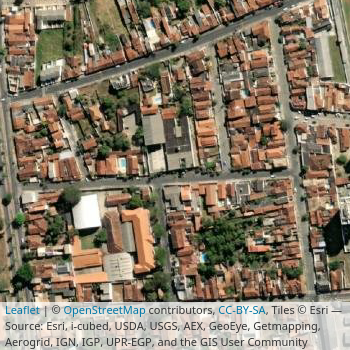 Leaflet | © OpenStreetMap contributors, CC-BY-SA, Tiles © Esri —
Source: Esri, i-cubed, USDA, USGS, AEX, GeoEye, Getmapping,
Aerogrid, IGN, IGP, UPR-EGP, and the GIS User Community